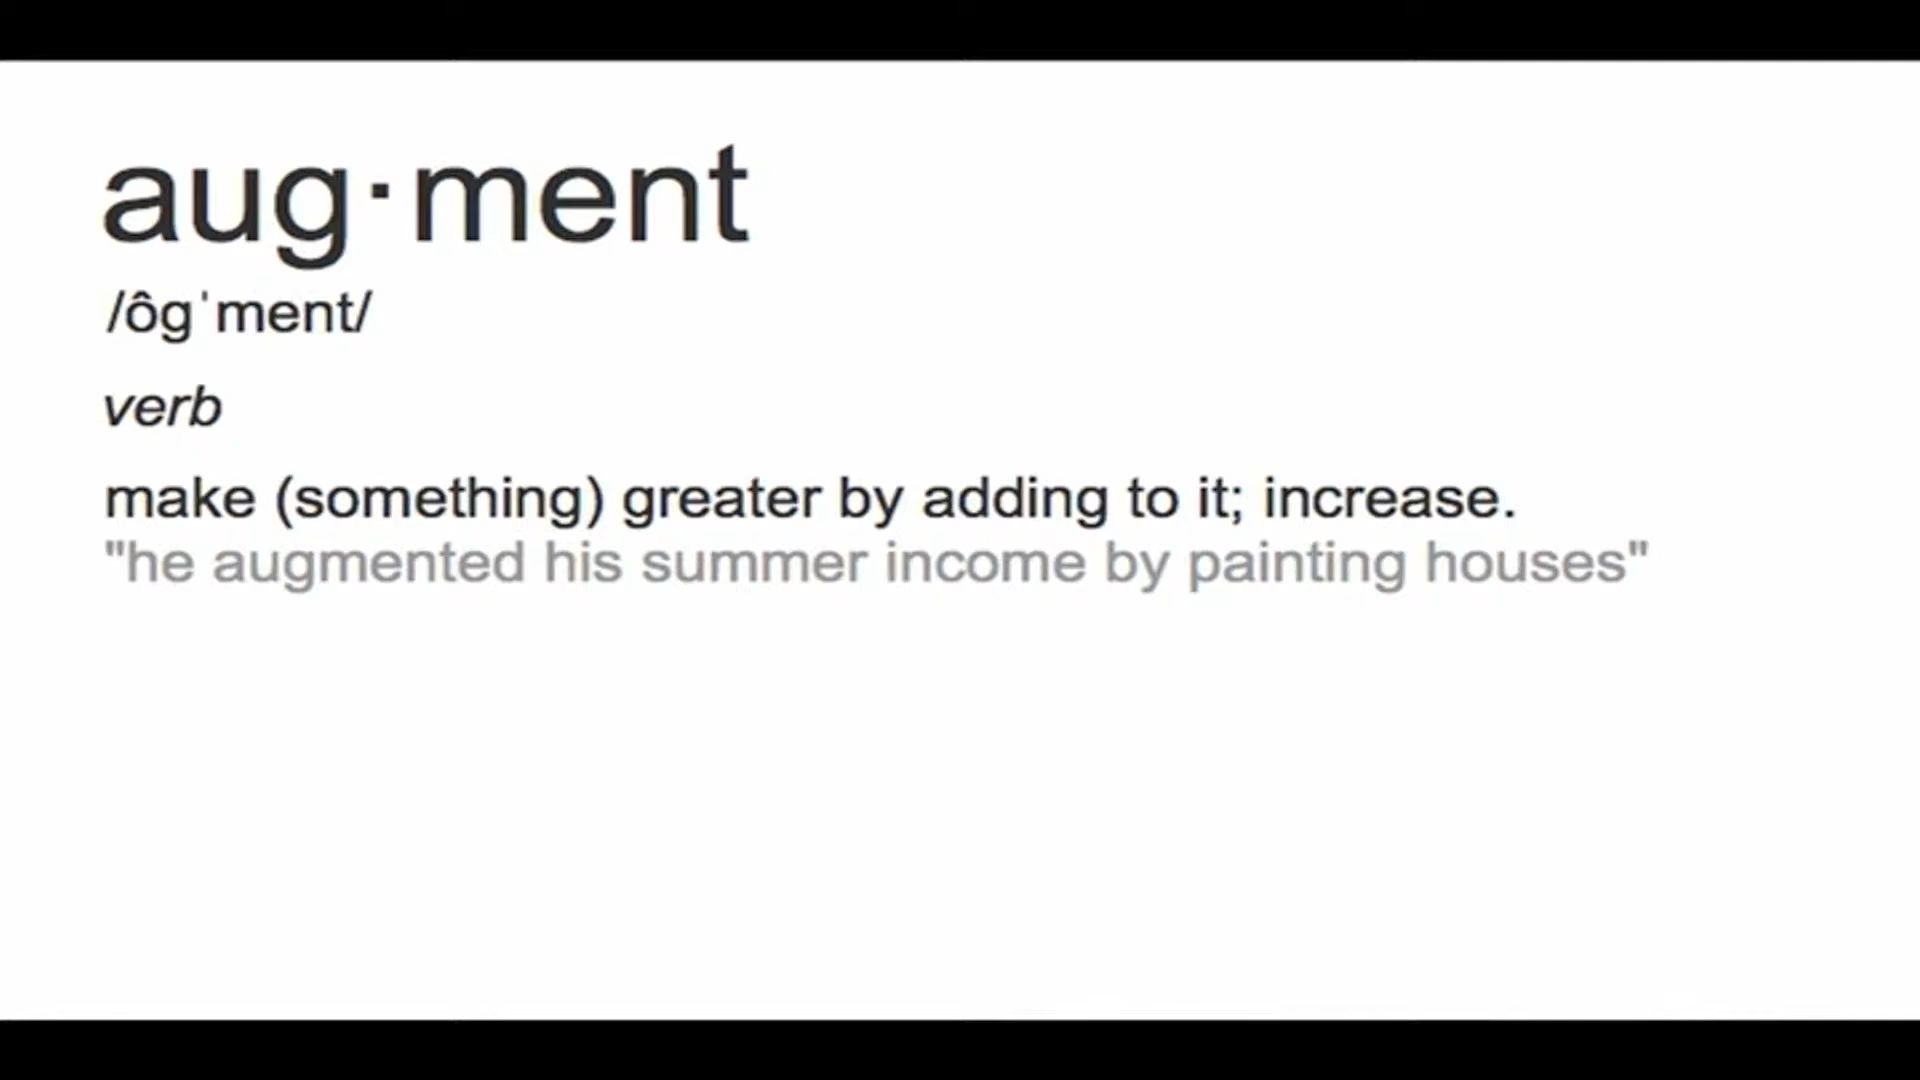 aug·ment
/ôɡˈment/
verb
make (something) greater by adding to it; increase.
"he augmented his summer income by painting houses"